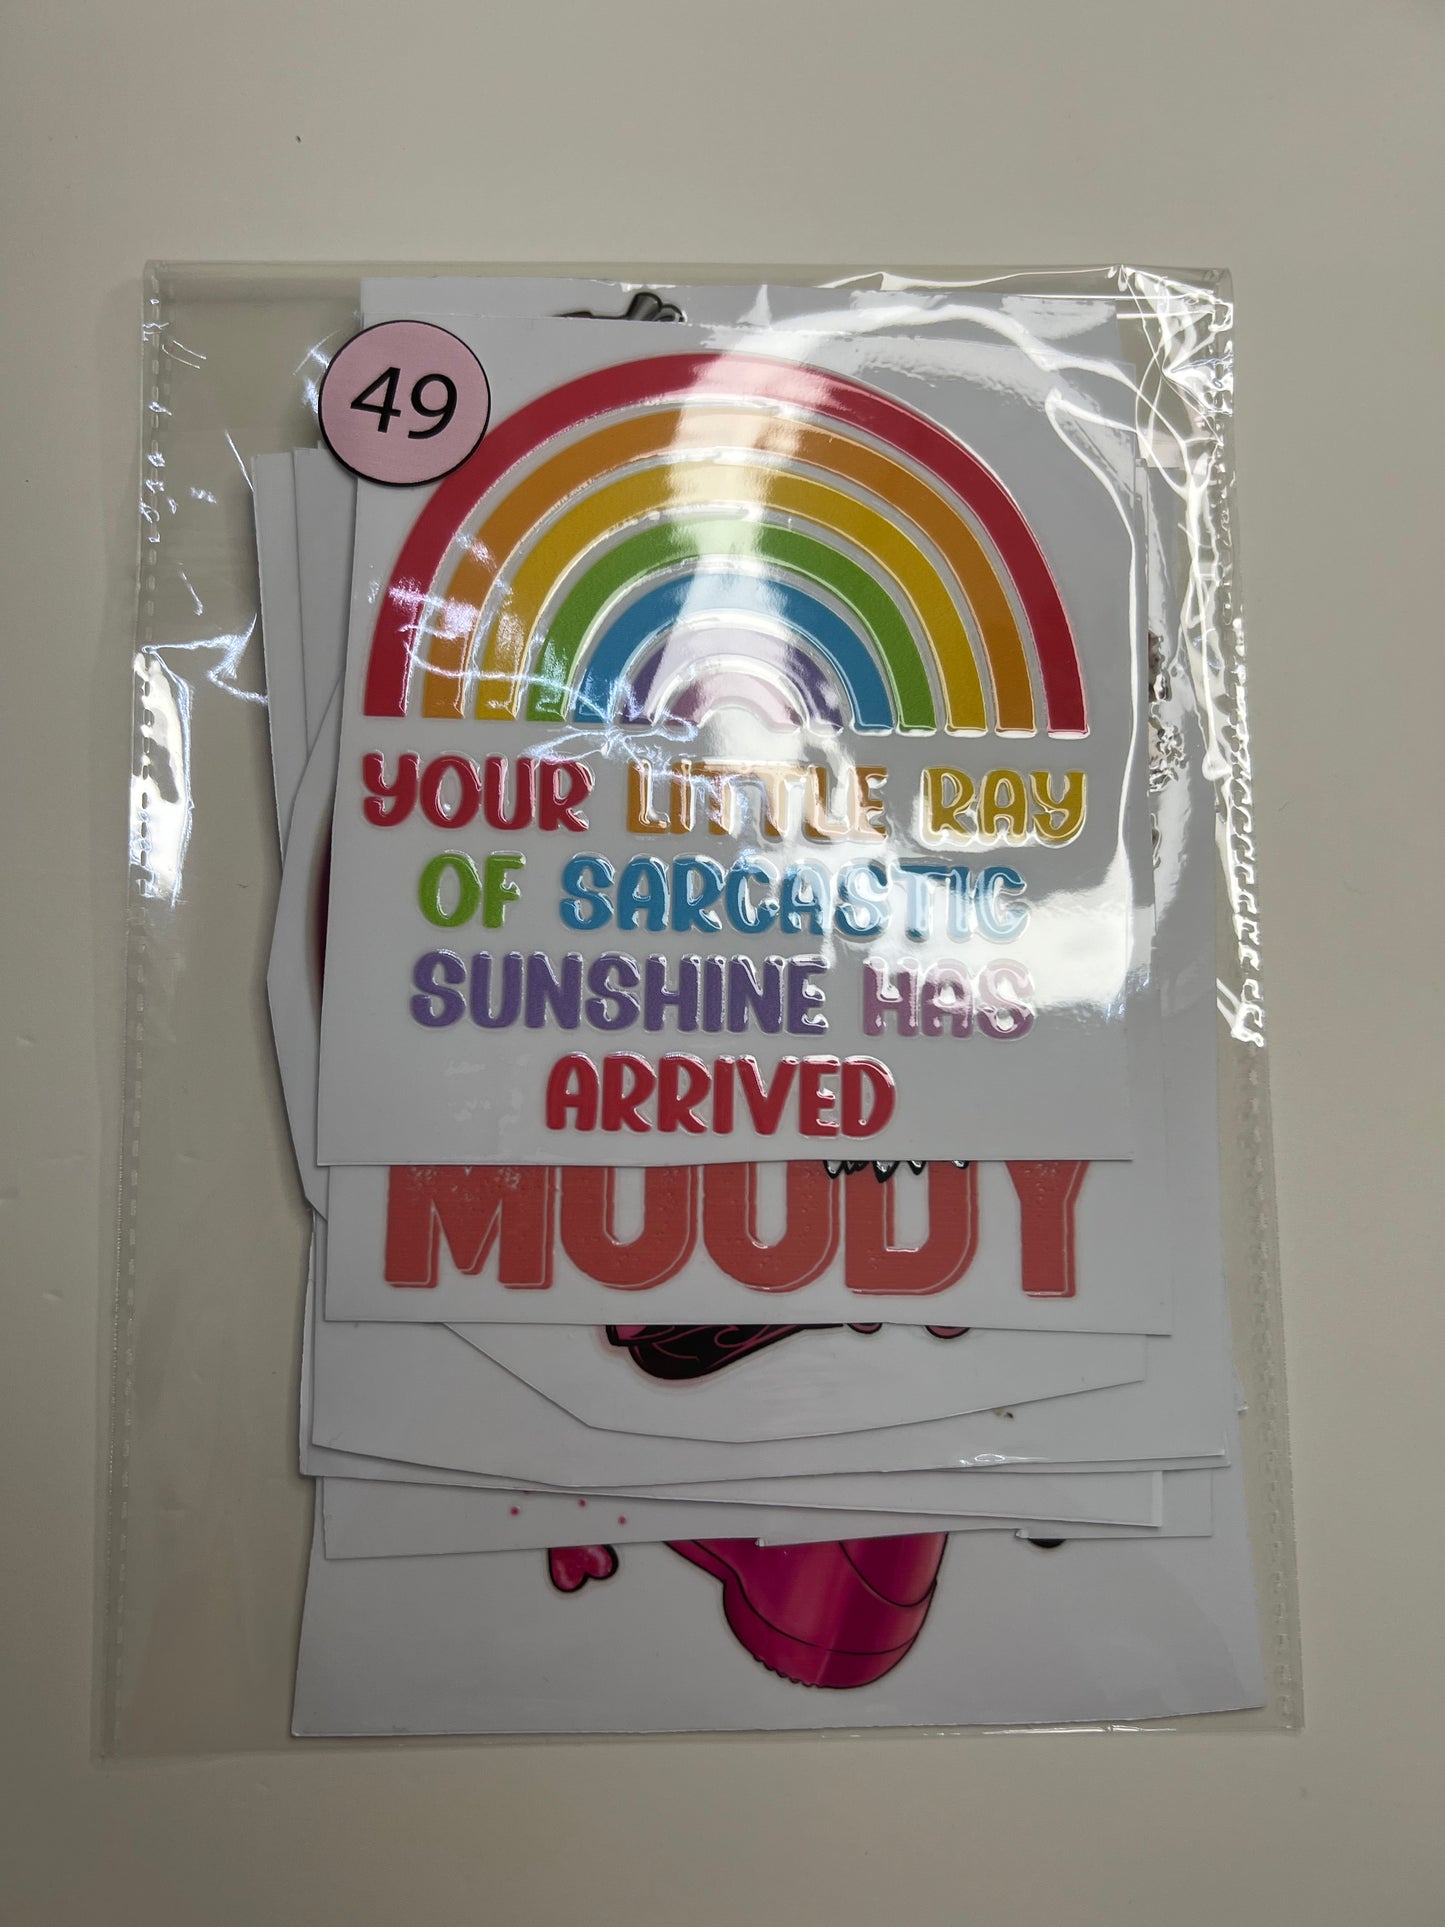 49
YOUR LITTLE RAY
OF SARCASTIC
SUNSHINE HAS
ARRIVED
MOODY